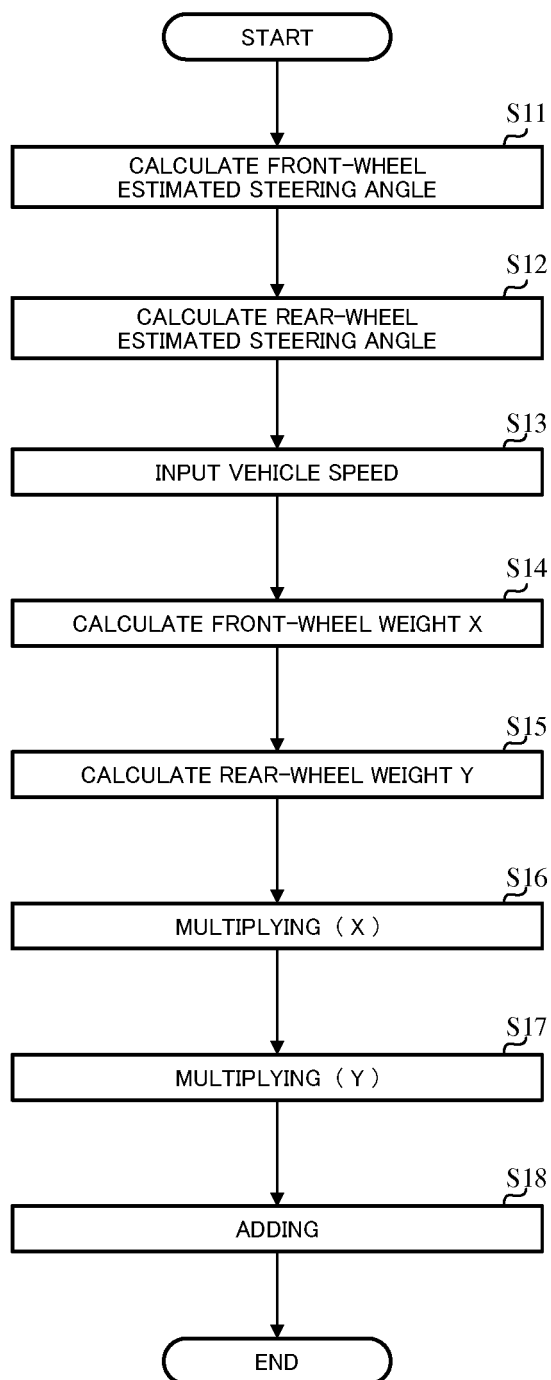 START
S11
CALCULATE FRONT-WHEEL
ESTIMATED STEERING ANGLE
S12
CALCULATE REAR-WHEEL
ESTIMATED STEERING ANGLE
S13
INPUT VEHICLE SPEED
S14
CALCULATE FRONT-WHEEL WEIGHT X
S15
CALCULATE REAR-WHEEL WEIGHT Y
S16
MULTIPLYING ( X )
S17
MULTIPLYING ( Y )
S18
ADDING
END